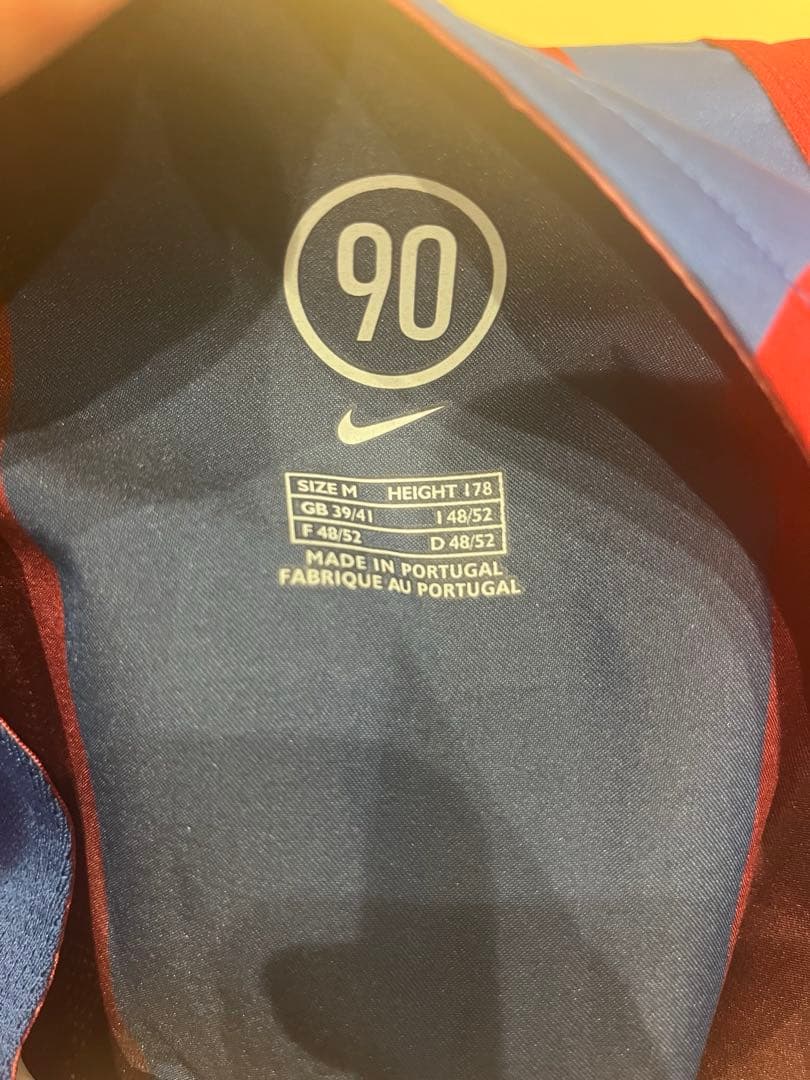 90
SIZE M HEIGHT 178
GB 39/41 I 48/52
F 48/52 D 48/52
MADE IN PORTUGAL
FABRIQUE AU PORTUGAL